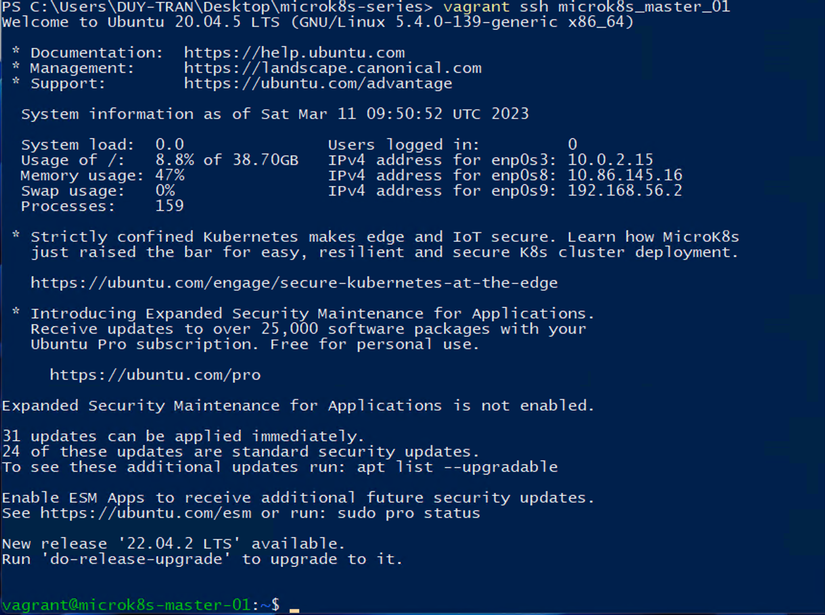 PS C:\Users\DUY-TRAN\Desktop\microk8s-series> vagrant ssh microk8s_master_01
Welcome to Ubuntu 20.04.5 LTS (GNU/Linux 5.4.0-139-generic x86_64)
* Documentation:  https://help.ubuntu.com
* Management:     https://landscape.canonical.com
* Support:        https://ubuntu.com/advantage
System information as of Sat Mar 11 09:50:52 UTC 2023
System load:  0.0                Users logged in:         0
Usage of /:   8.8% of 38.70GB   IPv4 address for enp0s3: 10.0.2.15
Memory usage: 47%                IPv4 address for enp0s8: 10.86.145.16
Swap usage:   0%                 IPv4 address for enp0s9: 192.168.56.2
Processes:    159
* Strictly confined Kubernetes makes edge and IoT secure. Learn how MicroK8s
just raised the bar for easy, resilient and secure K8s cluster deployment.
https://ubuntu.com/engage/secure-kubernetes-at-the-edge
* Introducing Expanded Security Maintenance for Applications.
Receive updates to over 25,000 software packages with your
Ubuntu Pro subscription. Free for personal use.
https://ubuntu.com/pro
Expanded Security Maintenance for Applications is not enabled.
31 updates can be applied immediately.
24 of these updates are standard security updates.
To see these additional updates run: apt list --upgradable
Enable ESM Apps to receive additional future security updates.
See https://ubuntu.com/esm or run: sudo pro status
New release '22.04.2 LTS' available.
Run 'do-release-upgrade' to upgrade to it.
vagrant@microk8s-master-01:~$